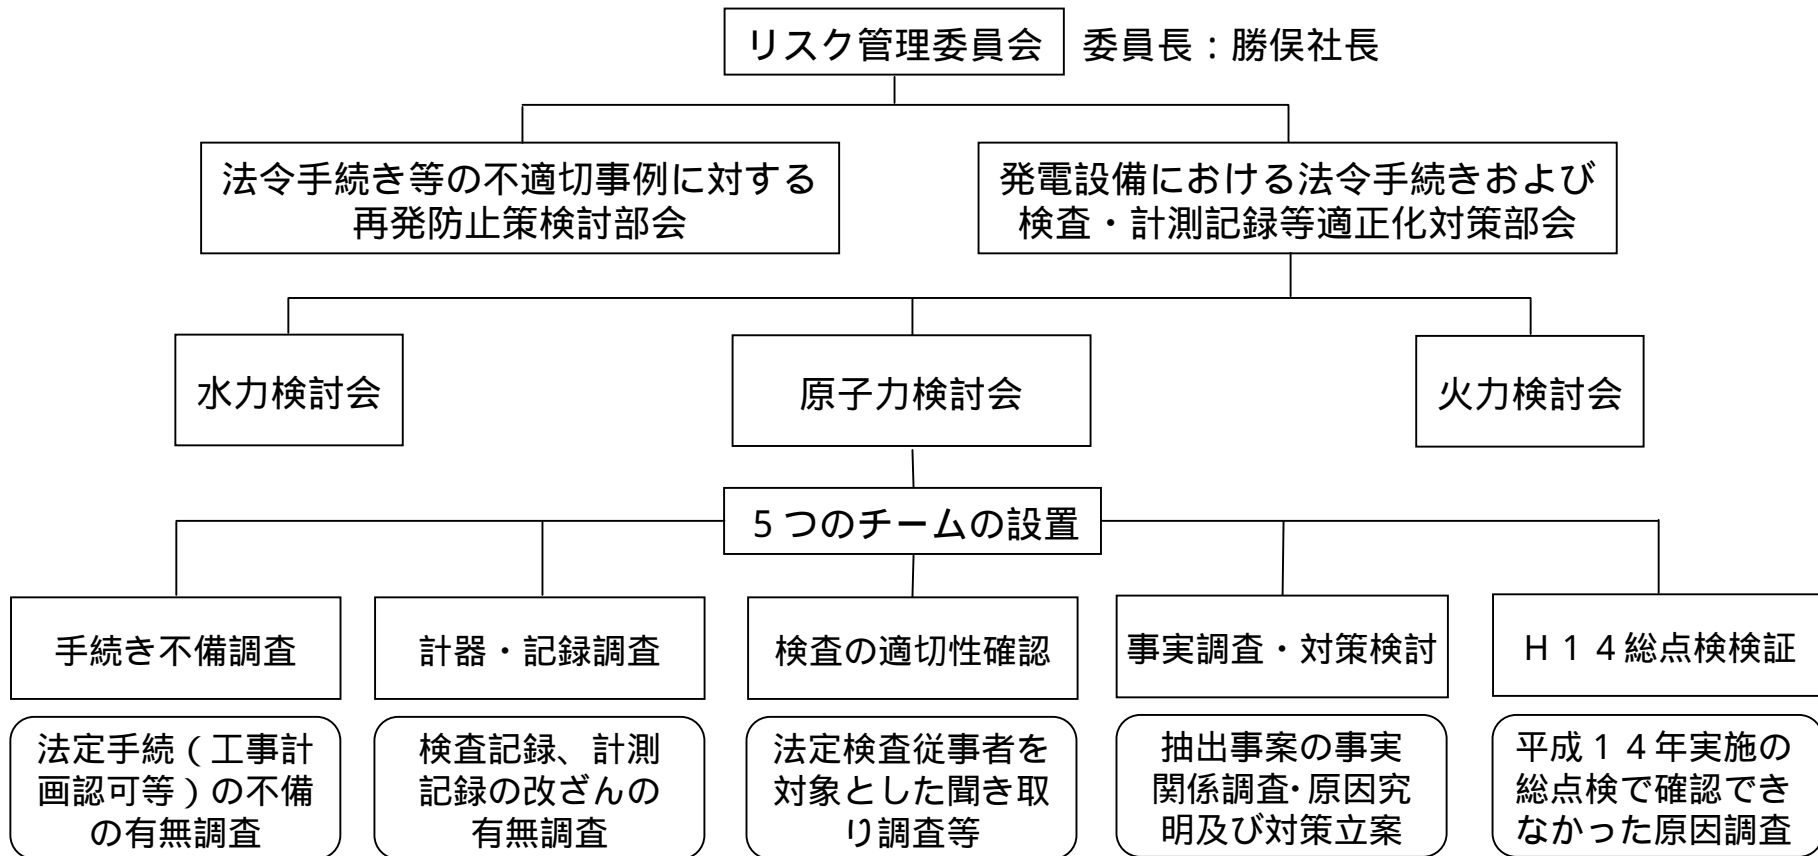 リスク管理委員会 委員長：勝俣社長
法令手続き等の不適切事例に対する
再発防止策検討部会
発電設備における法令手続きおよび
検査・計測記録等適正化対策部会
水力検討会
原子力検討会
火力検討会
５つのチームの設置
手続き不備調査
計器・記録調査
検査の適切性確認
事実調査・対策検討
Ｈ１４総点検検証
法定手続（工事計
画認可等）の不備
の有無調査
検査記録、計測
記録の改ざんの
有無調査
法定検査従事者を
対象とした聞き取
り調査等
抽出事案の事実
関係調査・原因究
明及び対策立案
平成１４年実施の
総点検で確認でき
なかった原因調査